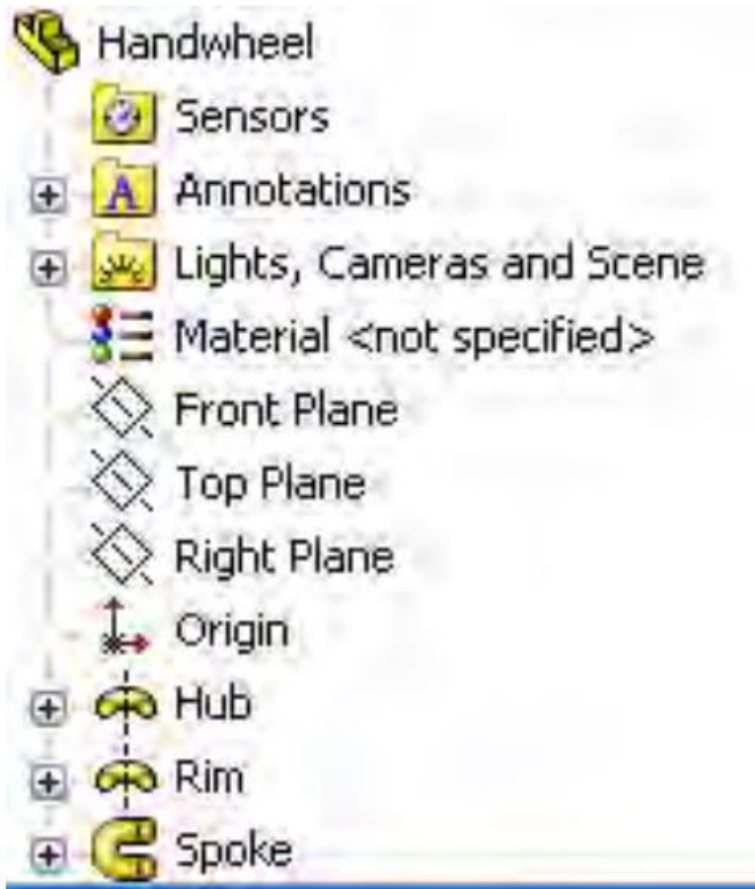 Handwheel
Sensors
A Annotations
Lights, Cameras and Scene
Material <not specified>
Front Plane
Top Plane
Right Plane
Origin
Hub
Rim
Spoke